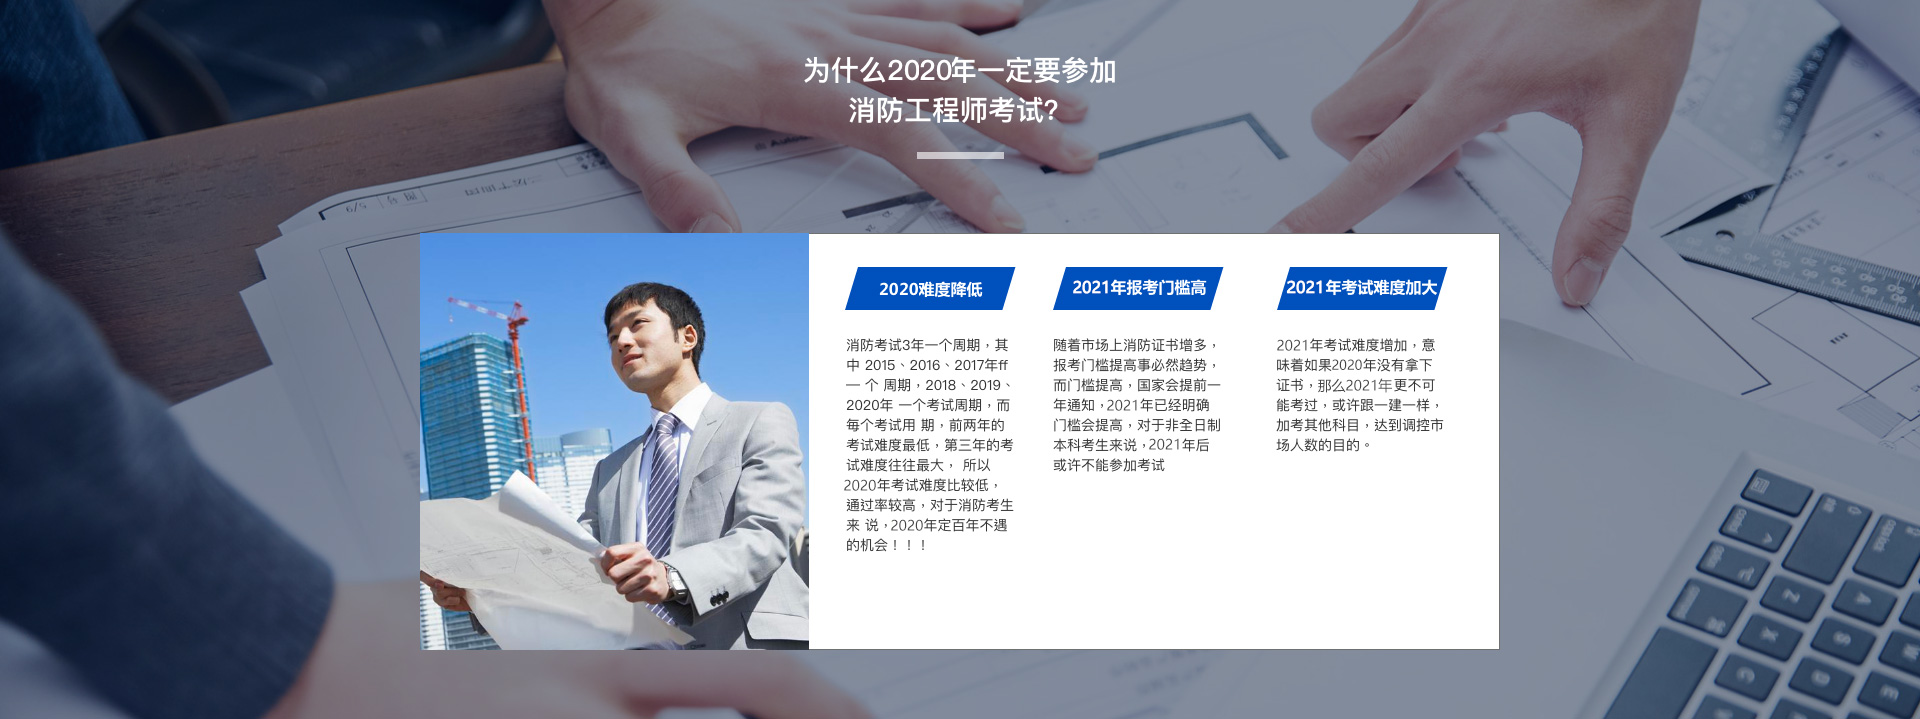 为什么2020年一定要参加
消防工程师考试？
2020难度降低
消防考试3年一个周期，其
中 2015、2016、2017年ff
一 个 周期，2018、2019、
2020年 一个考试周期，而
每个考试用 期，前两年的
考试难度最低，第三年的考
试难度往往最大， 所以
2020年考试难度比较低，
通过率较高，对于消防考生
来 说，2020年定百年不遇
的机会！！！
2021年报考门槛高
随着市场上消防证书增多，
报考门槛提高事必然趋势，
而门槛提高，国家会提前一
年通知，2021年已经明确
门槛会提高，对于非全日制
本科考生来说，2021年后
或许不能参加考试
2021年考试难度加大
2021年考试难度增加，意
味着如果2020年没有拿下
证书，那么2021年更不可
能考过，或许跟一建一样，
加考其他科目，达到调控市
场人数的目的。